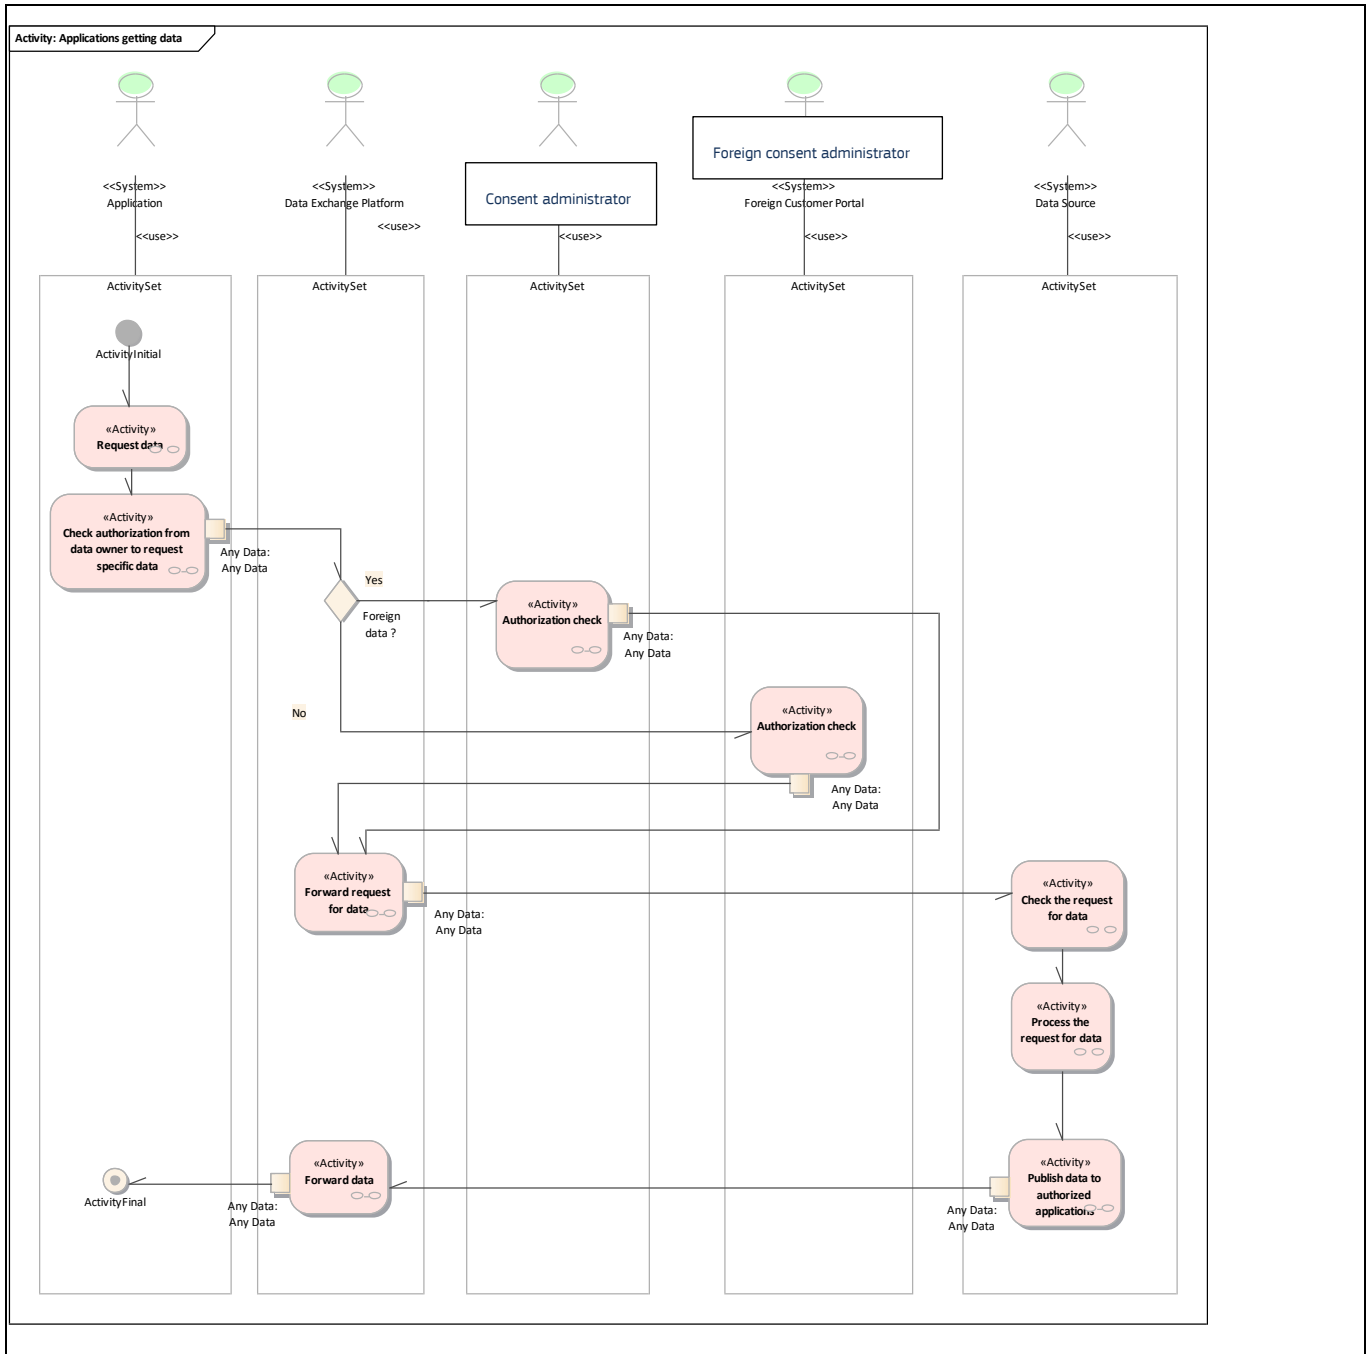 Activity: Applications getting data
Foreign consent administrator
Consent administrator
<<System>>
Application
<<System>>
Data Exchange Platform
<<System>>
Foreign Customer Portal
<<System>>
Data Source
<<use>>
<<use>>
<<use>>
<<use>>
<<use>>
ActivitySet
ActivitySet
ActivitySet
ActivitySet
ActivitySet
ActivityInitial
«Activity»
Request data
«Activity»
Check authorization from
data owner to request
specific data
Any Data:
Any Data
Yes
Foreign
data ?
«Activity»
Authorization check
Any Data:
Any Data
No
«Activity»
Authorization check
Any Data:
Any Data
«Activity»
Forward request
for data
Any Data:
Any Data
«Activity»
Check the request
for data
«Activity»
Process the
request for data
«Activity»
Publish data to
authorized
applications
Any Data:
Any Data
«Activity»
Forward data
Any Data:
Any Data
ActivityFinal